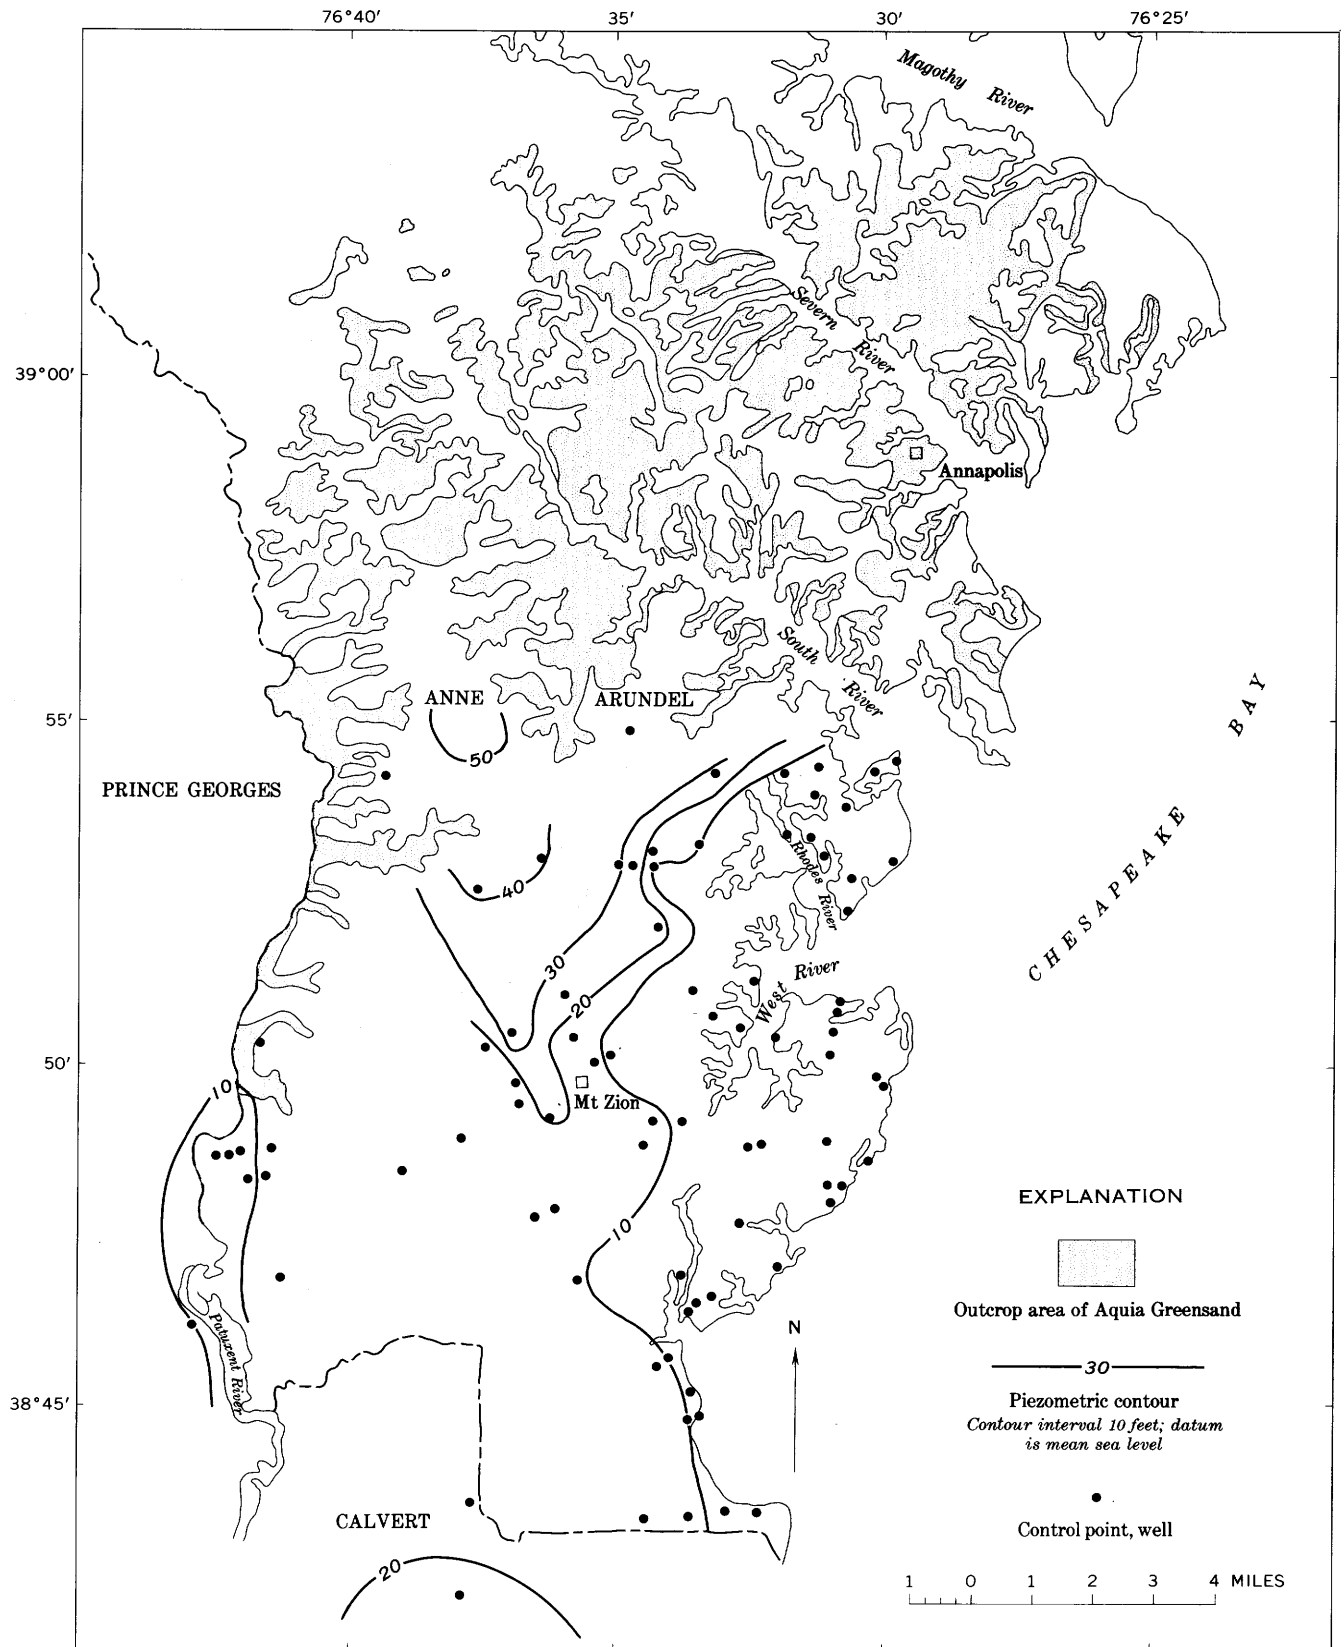 76°40′
35′
30′
76°25′
Magothy River
Severn River
39°00′
Annapolis
South River
ANNE ARUNDEL
55′
50
PRINCE GEORGES
CHESAPEAKE BAY
Rhodes River
40
30
West River
20
50′
10
Mt Zion
EXPLANATION
10
Outcrop area of Aquia Greensand
N
Patuxent River
30
38°45′
Piezometric contour
Contour interval 10 feet; datum
is mean sea level
CALVERT
Control point, well
20
1 0 1 2 3 4 MILES